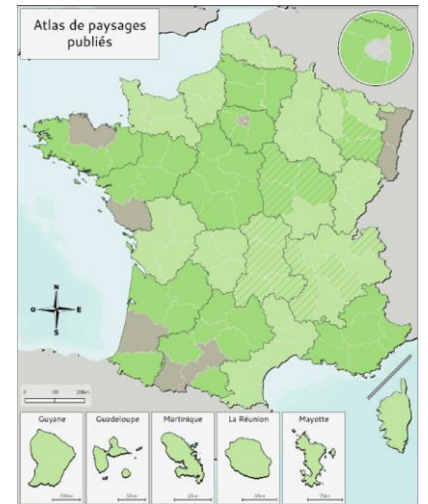 Atlas de paysages
publiés
N
O
E
S
Guyane
Guadeloupe
Martinique
La Réunion
Mayotte